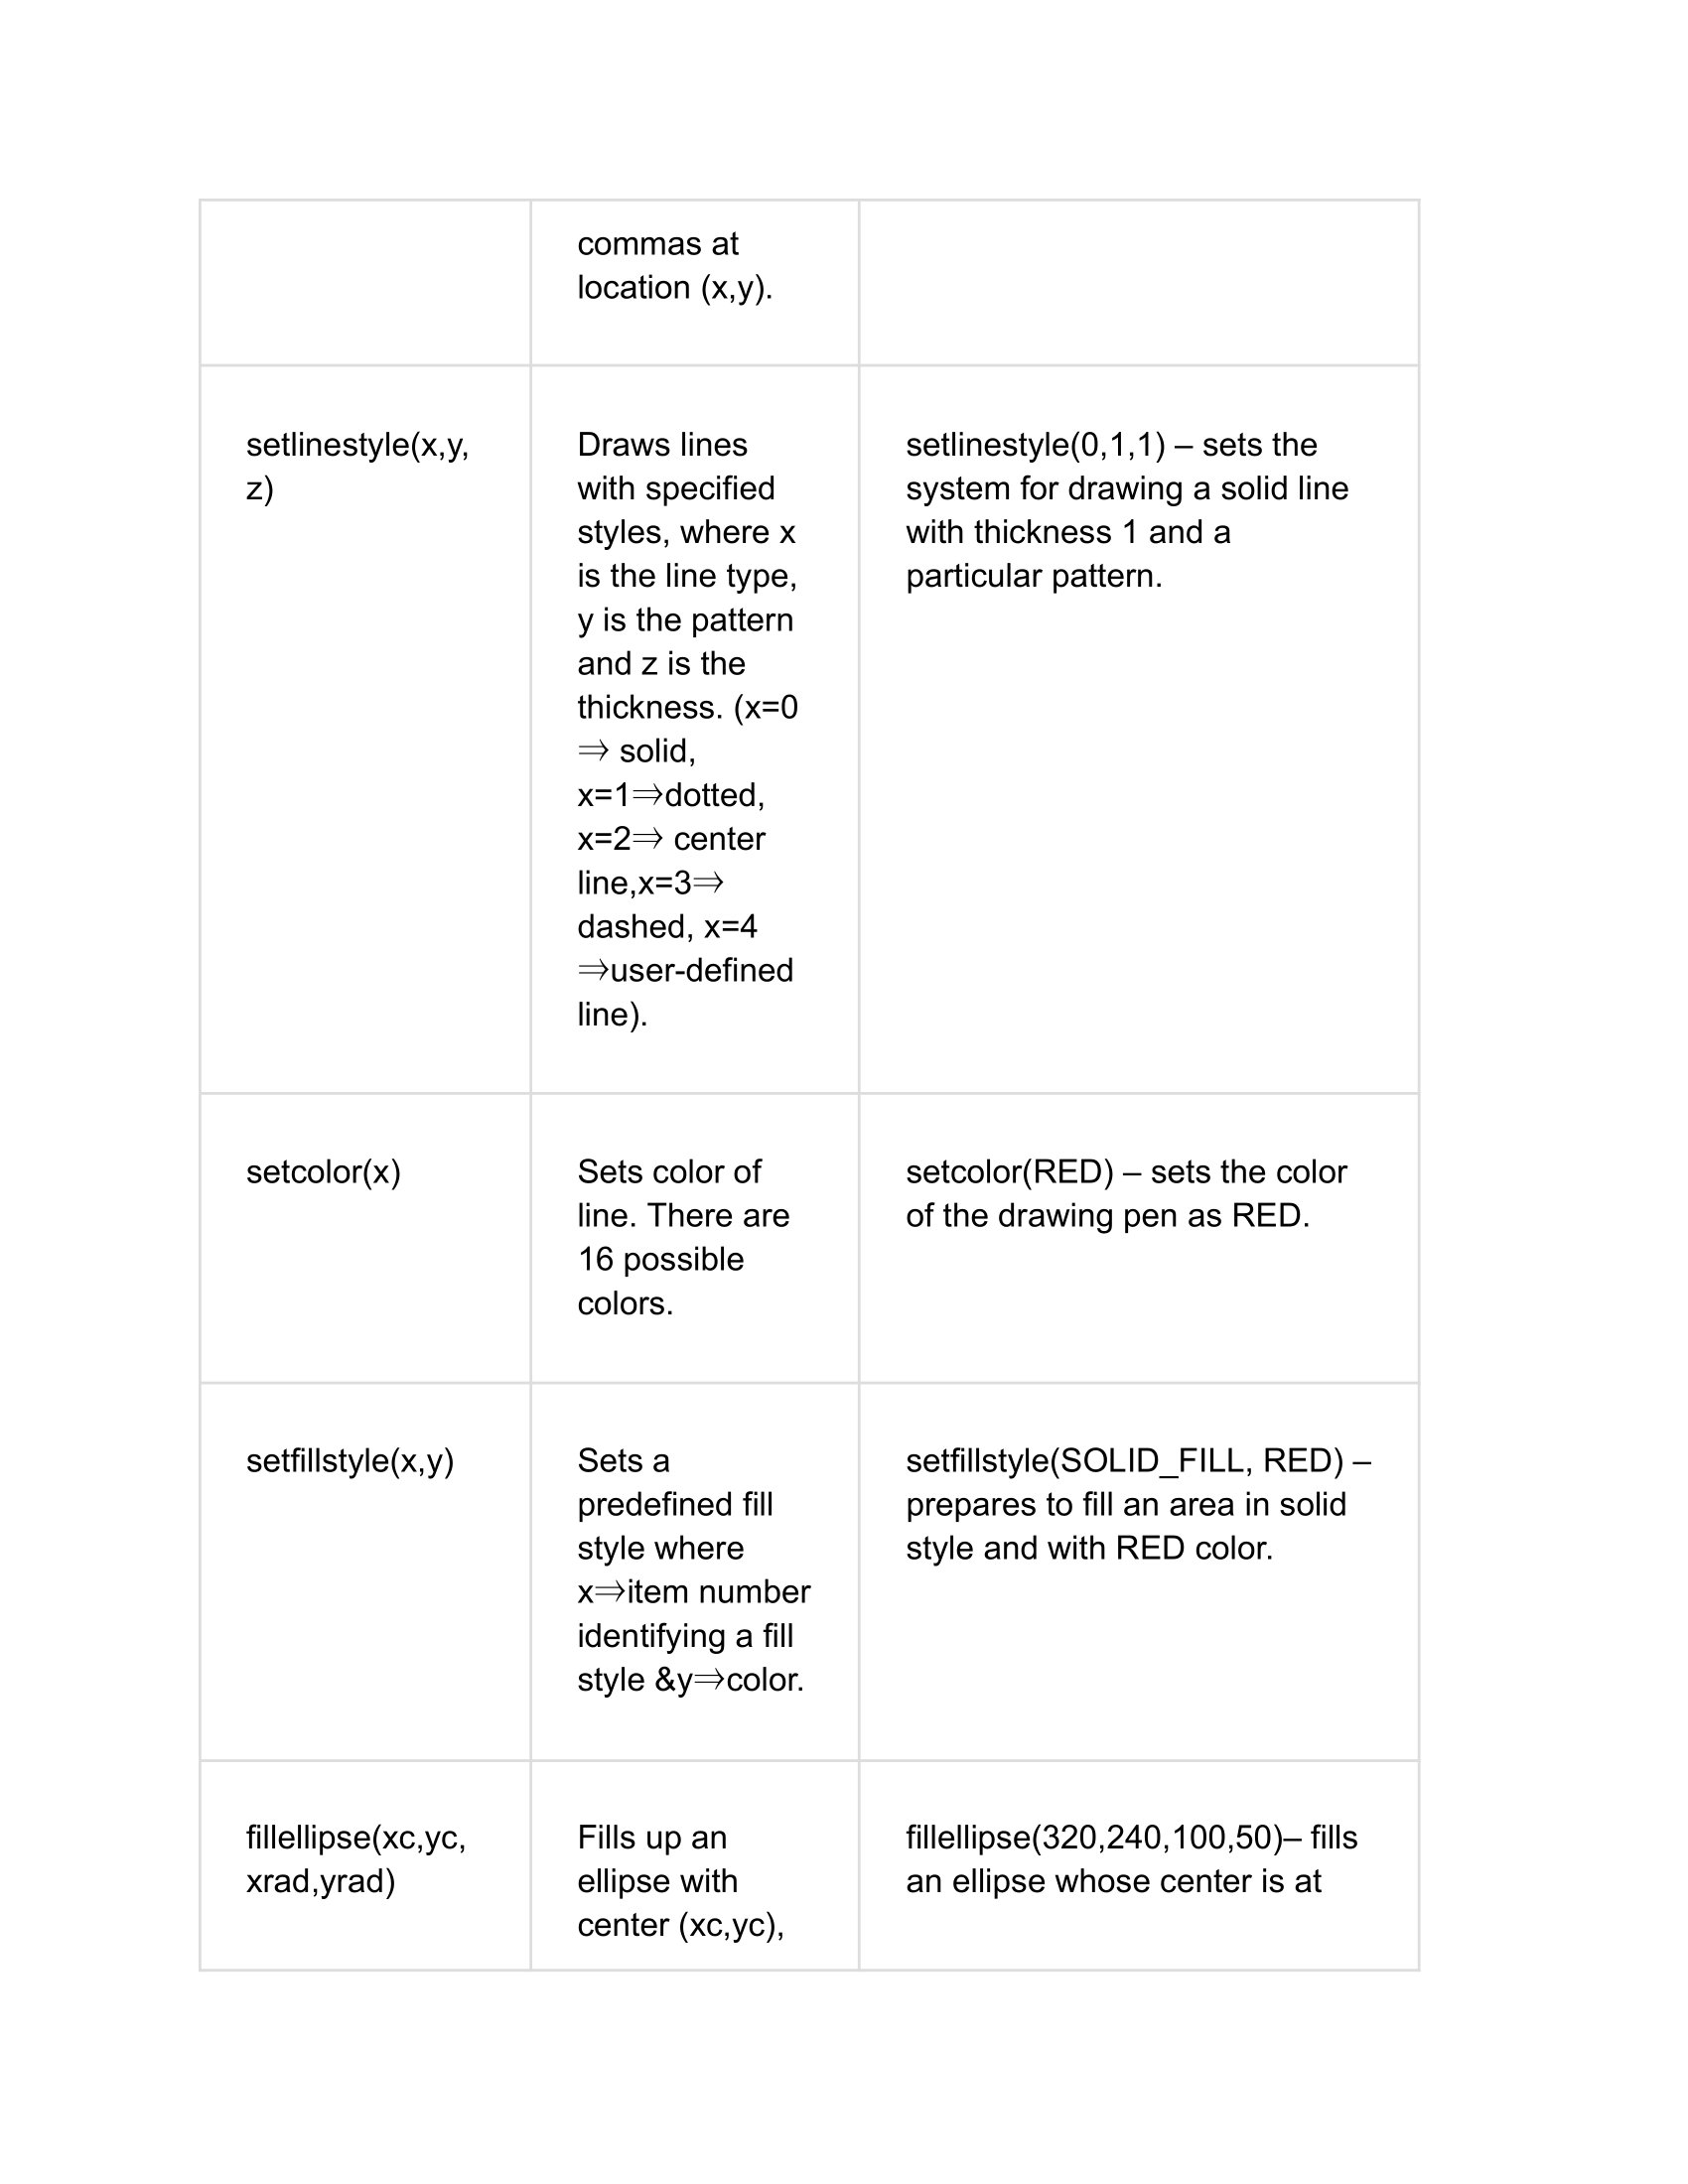 commas at
location (x,y).
setlinestyle(x,y,
z)
Draws lines
with specified
styles, where x
is the line type,
y is the pattern
and z is the
thickness. (x=0
⇒ solid,
x=1⇒dotted,
x=2⇒ center
line,x=3⇒
dashed, x=4
⇒user-defined
line).
setlinestyle(0,1,1) – sets the
system for drawing a solid line
with thickness 1 and a
particular pattern.
setcolor(x)
Sets color of
line. There are
16 possible
colors.
setcolor(RED) – sets the color
of the drawing pen as RED.
setfillstyle(x,y)
Sets a
predefined fill
style where
x⇒item number
identifying a fill
style &y⇒color.
setfillstyle(SOLID_FILL, RED) –
prepares to fill an area in solid
style and with RED color.
fillellipse(xc,yc,
xrad,yrad)
Fills up an
ellipse with
center (xc,yc),
fillellipse(320,240,100,50)– fills
an ellipse whose center is at